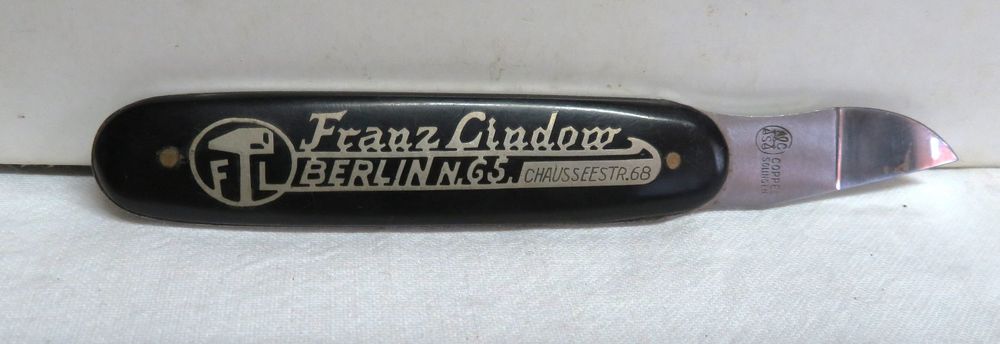 FL
Franz Lindow
BERLIN N.65.
CHAUSSEESTR.68
COPPEL
SOLINGEN